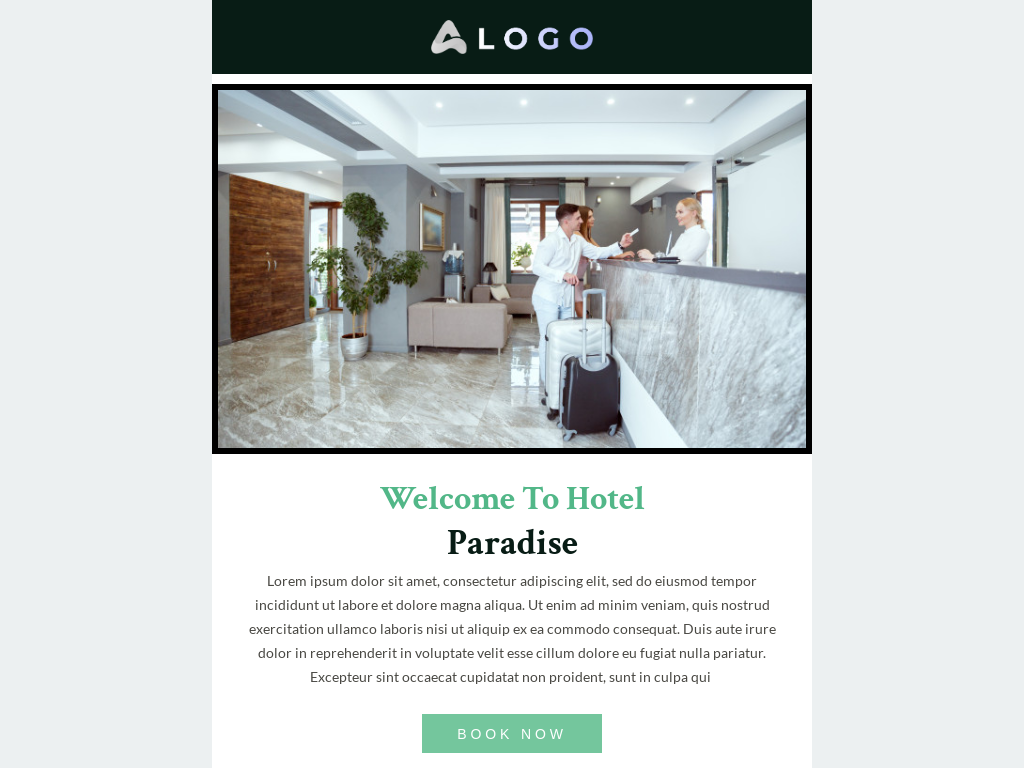 LOGO
Welcome To Hotel
Paradise
Lorem ipsum dolor sit amet, consectetur adipiscing elit, sed do eiusmod tempor
incididunt ut labore et dolore magna aliqua. Ut enim ad minim veniam, quis nostrud
exercitation ullamco laboris nisi ut aliquip ex ea commodo consequat. Duis aute irure
dolor in reprehenderit in voluptate velit esse cillum dolore eu fugiat nulla pariatur.
Excepteur sint occaecat cupidatat non proident, sunt in culpa qui
BOOK NOW